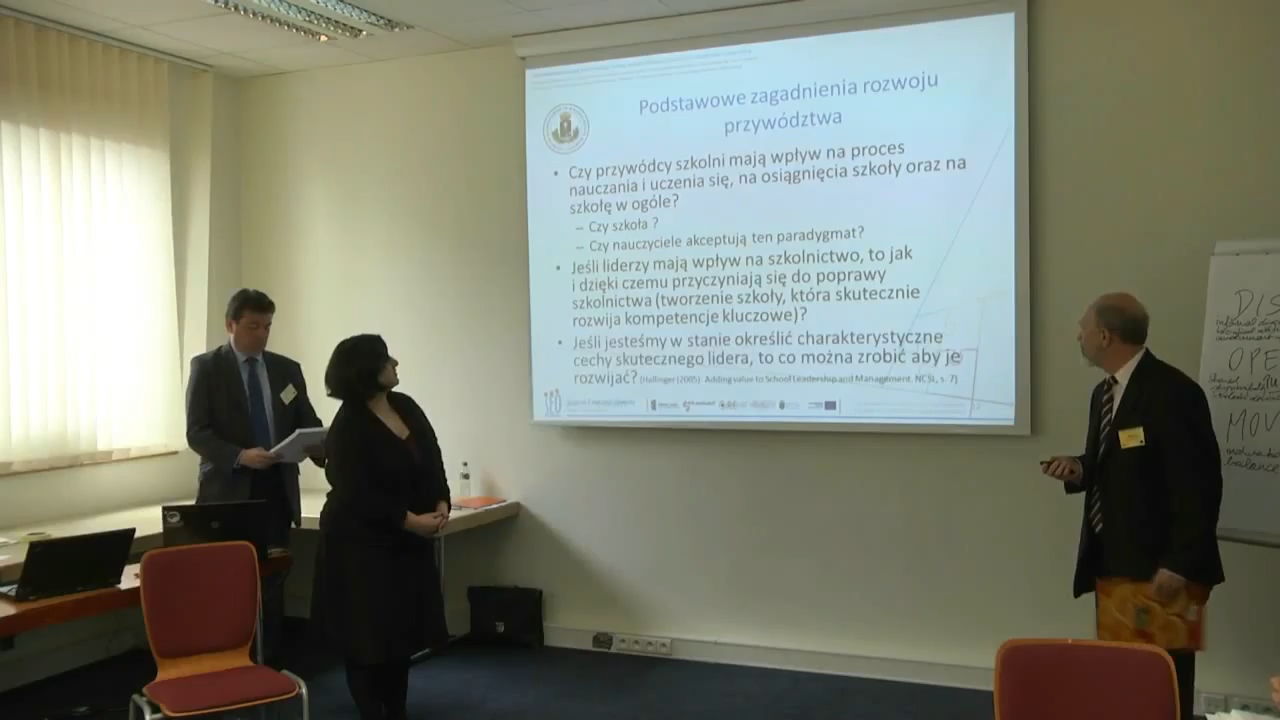 Podstawowe zagadnienia rozwoju
przywództwa
• Czy przywódcy szkolni mają wpływ na proces
nauczania i uczenia się, na osiągnięcia szkoły oraz na
szkołę w ogóle?
– Czy szkoła ?
– Czy nauczyciele akceptują ten paradygmat?
• Jeśli liderzy mają wpływ na szkolnictwo, to jak
i dzięki czemu przyczyniają się do poprawy
szkolnictwa (tworzenie szkoły, która skutecznie
rozwija kompetencje kluczowe)?
• Jeśli jesteśmy w stanie określić charakterystyczne
cechy skutecznego lidera, to co można zrobić aby je
rozwijać? (Hallinger (2005). Adding value to School Leadership and Management. NCSL, s. 7)
DIS
OPE
MOV
balance